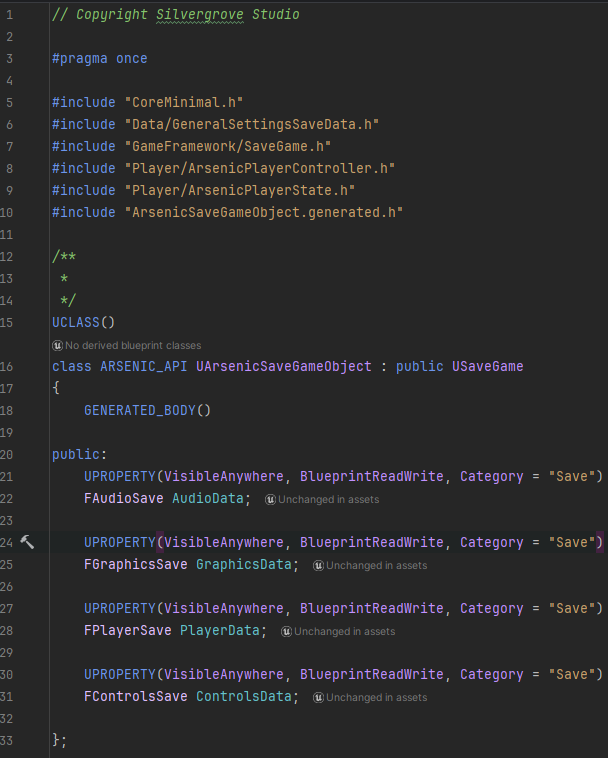 1 // Copyright Silvergrove Studio
2
3 #pragma once
4
5 #include "CoreMinimal.h"
6 #include "Data/GeneralSettingsSaveData.h"
7 #include "GameFramework/SaveGame.h"
8 #include "Player/ArsenicPlayerController.h"
9 #include "Player/ArsenicPlayerState.h"
10 #include "ArsenicSaveGameObject.generated.h"
11
12 /**
13  *
14  */
15 UCLASS()
No derived blueprint classes
16 class ARSENIC_API UArsenicSaveGameObject : public USaveGame
17 {
18     GENERATED_BODY()
19
20 public:
21     UPROPERTY(VisibleAnywhere, BlueprintReadWrite, Category = "Save")
22     FAudioSave AudioData; Unchanged in assets
23
24     UPROPERTY(VisibleAnywhere, BlueprintReadWrite, Category = "Save")
25     FGraphicsSave GraphicsData; Unchanged in assets
26
27     UPROPERTY(VisibleAnywhere, BlueprintReadWrite, Category = "Save")
28     FPlayerSave PlayerData; Unchanged in assets
29
30     UPROPERTY(VisibleAnywhere, BlueprintReadWrite, Category = "Save")
31     FControlsSave ControlsData; Unchanged in assets
32
33 };